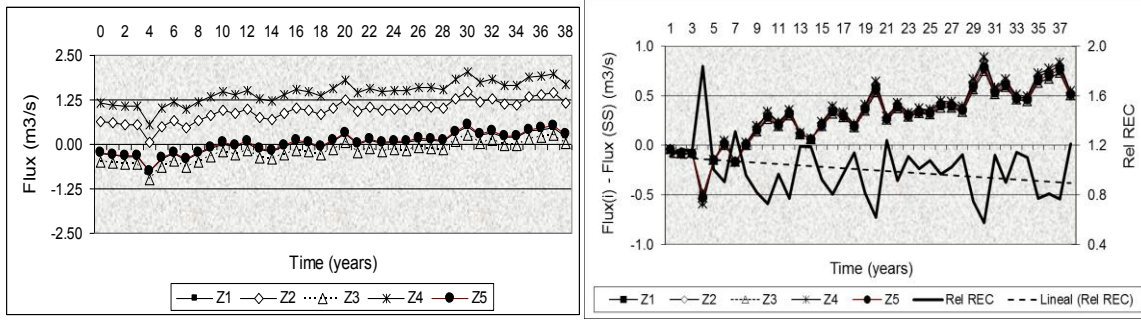 0 2 4 6 8 10 12 14 16 18 20 22 24 26 28 30 32 34 36 38
2.50
1.25
0.00
-1.25
-2.50
Flux (m3/s)
Time (years)
Z1 Z2 Z3 Z4 Z5
1 3 5 7 9 11 13 15 17 19 21 23 25 27 29 31 33 35 37
1.0
0.5
0.0
-0.5
-1.0
Flux(i) - Flux (SS) (m3/s)
2.0
1.6
1.2
0.8
0.4
Rel REC
Time (years)
Z1 Z2 Z3 Z4 Z5 Rel REC Lineal (Rel REC)